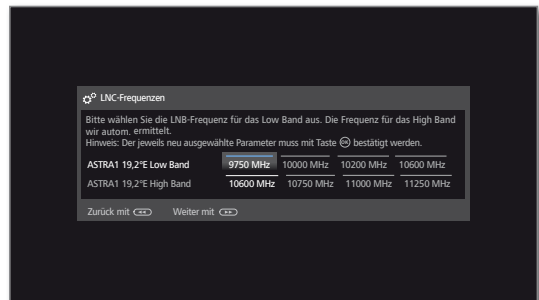 LNC-Frequenzen
Bitte wählen Sie die LNB-Frequenz für das Low Band aus. Die Frequenz für das High Band
wir autom. ermittelt.
Hinweis: Der jeweils neu ausgewählte Parameter muss mit Taste OK bestätigt werden.
ASTRA1 19,2°E Low Band 9750 MHz 10000 MHz 10200 MHz 10600 MHz
ASTRA1 19,2°E High Band 10600 MHz 10750 MHz 11000 MHz 11250 MHz
Zurück mit Weiter mit